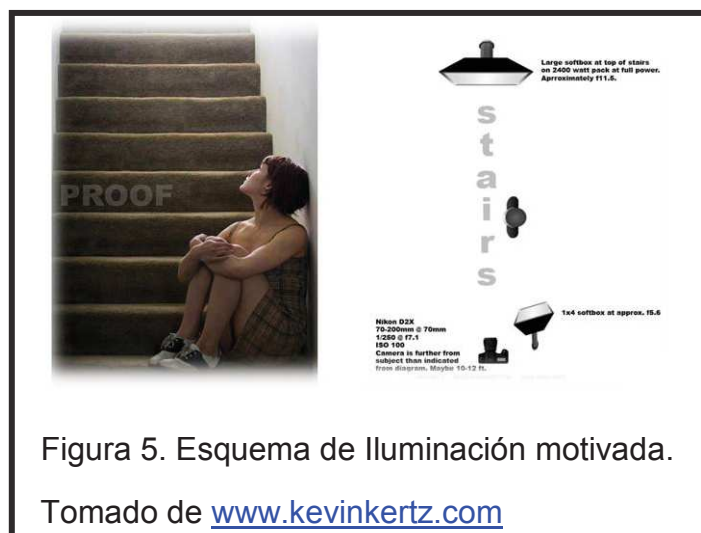 PROOF
Large softbox at top of stairs
on 2400 watt pack at full power.
Aprroximately f11.5.
stairs
1x4 softbox at approx. f5.6
Nikon D2X
70-200mm @ 70mm
1/250 @ f7.1
ISO 100
Camera is further from
subject than indicated
from diagram. Maybe 10-12 ft.
Figura 5. Esquema de Iluminación motivada.
Tomado de www.kevinkertz.com